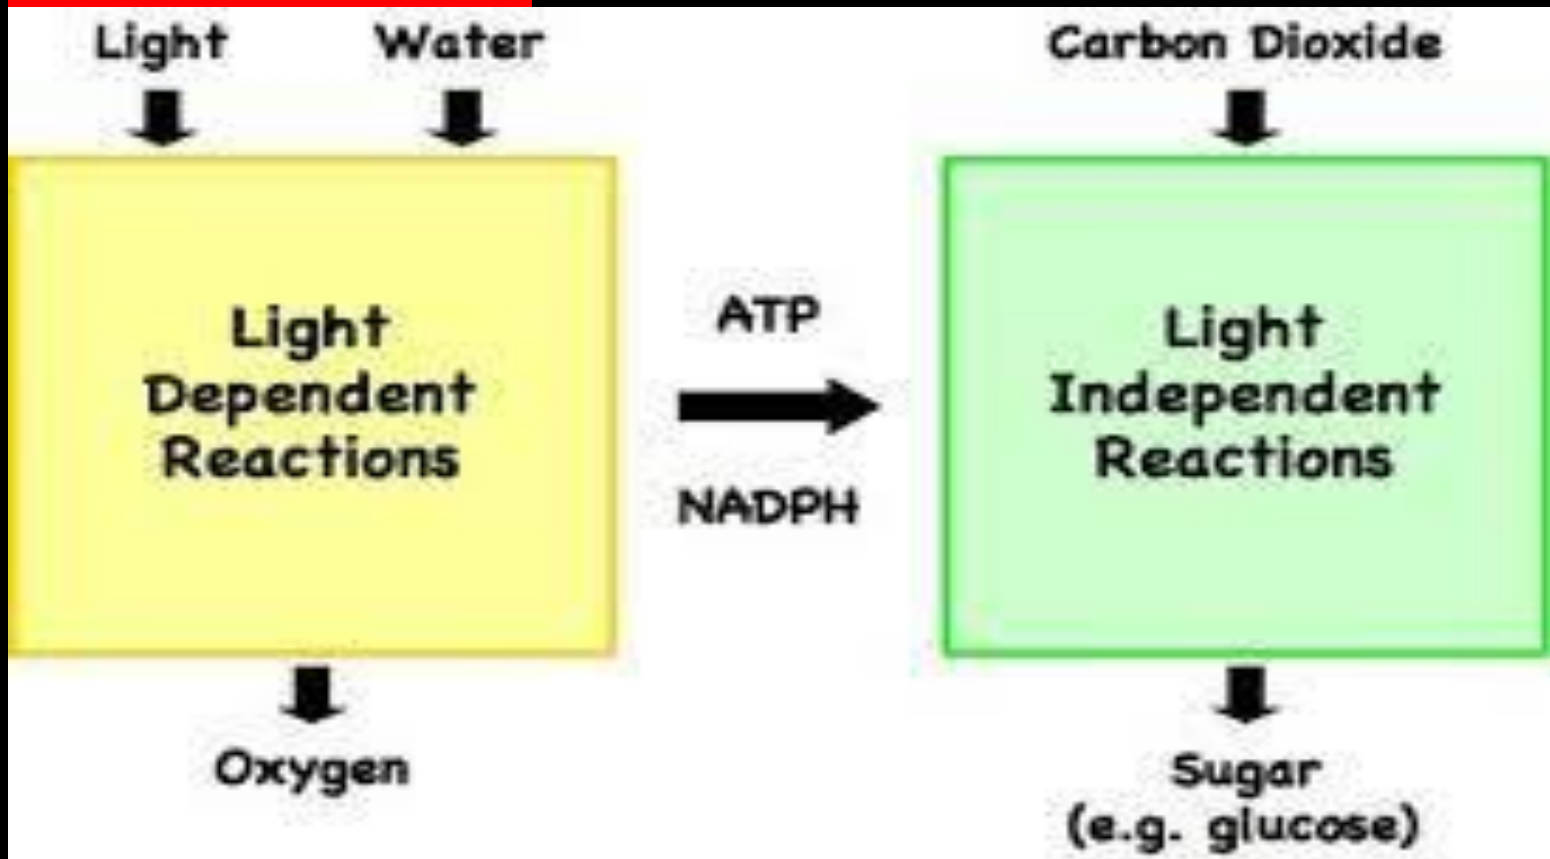 Light
Water
Carbon Dioxide
Light
Dependent
Reactions
ATP
NADPH
Light
Independent
Reactions
Oxygen
Sugar
(e.g. glucose)